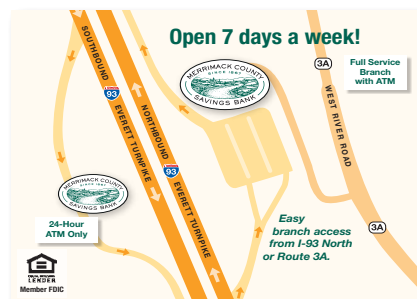 Open 7 days a week!
SOUTHBOUND
93
EVERETT TURNPIKE
NORTHBOUND
93
EVERETT TURNPIKE
MERRIMACK COUNTY
SINCE 1867
SAVINGS BANK
3A
Full Service
Branch
with ATM
WEST RIVER ROAD
MERRIMACK COUNTY
SINCE 1867
SAVINGS BANK
24-Hour
ATM Only
Easy
branch access
from I-93 North
or Route 3A.
3A
EQUAL HOUSING
LENDER
Member FDIC